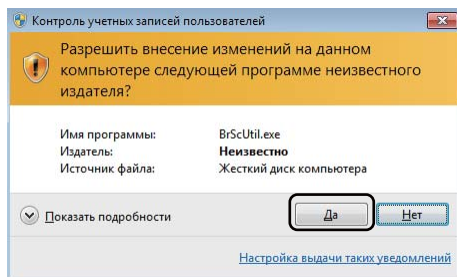 Контроль учетных записей пользователей
Разрешить внесение изменений на данном
компьютере следующей программе неизвестного
издателя?
Имя программы: BrScUtil.exe
Издатель: Неизвестно
Источник файла: Жесткий диск компьютера
Показать подробности Да Нет
Настройка выдачи таких уведомлений